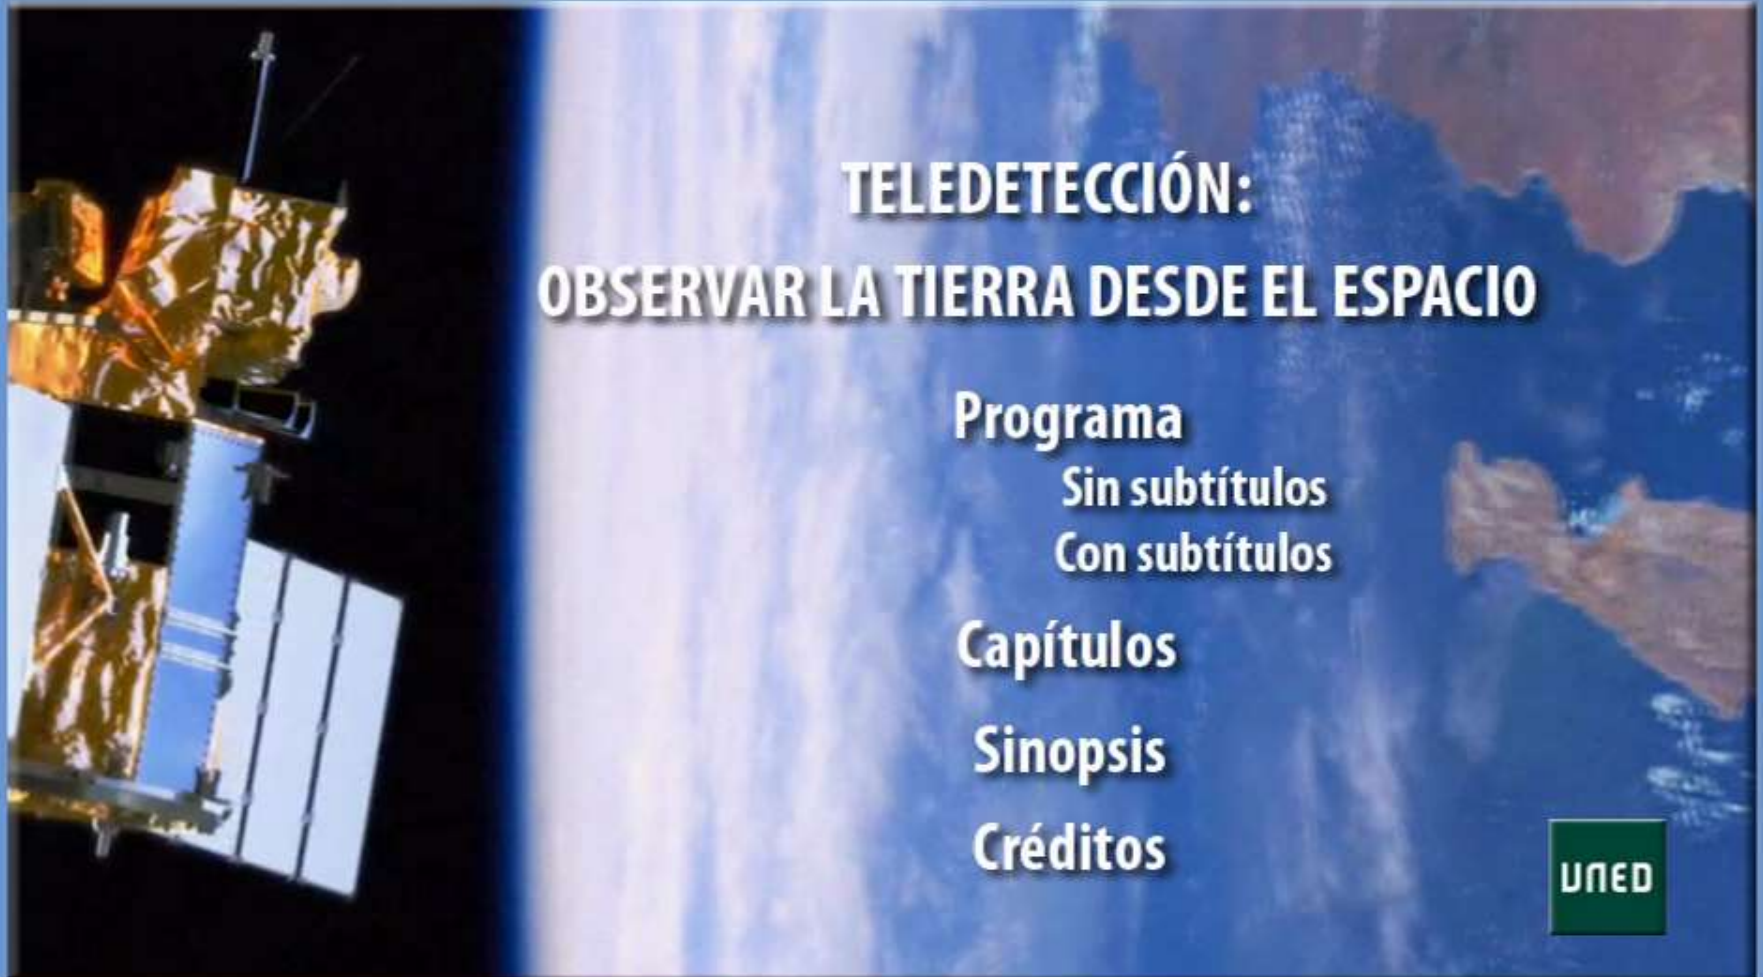 TELEDETECCIÓN:
OBSERVAR LA TIERRA DESDE EL ESPACIO
Programa
Sin subtítulos
Con subtítulos
Capítulos
Sinopsis
Créditos
UNED